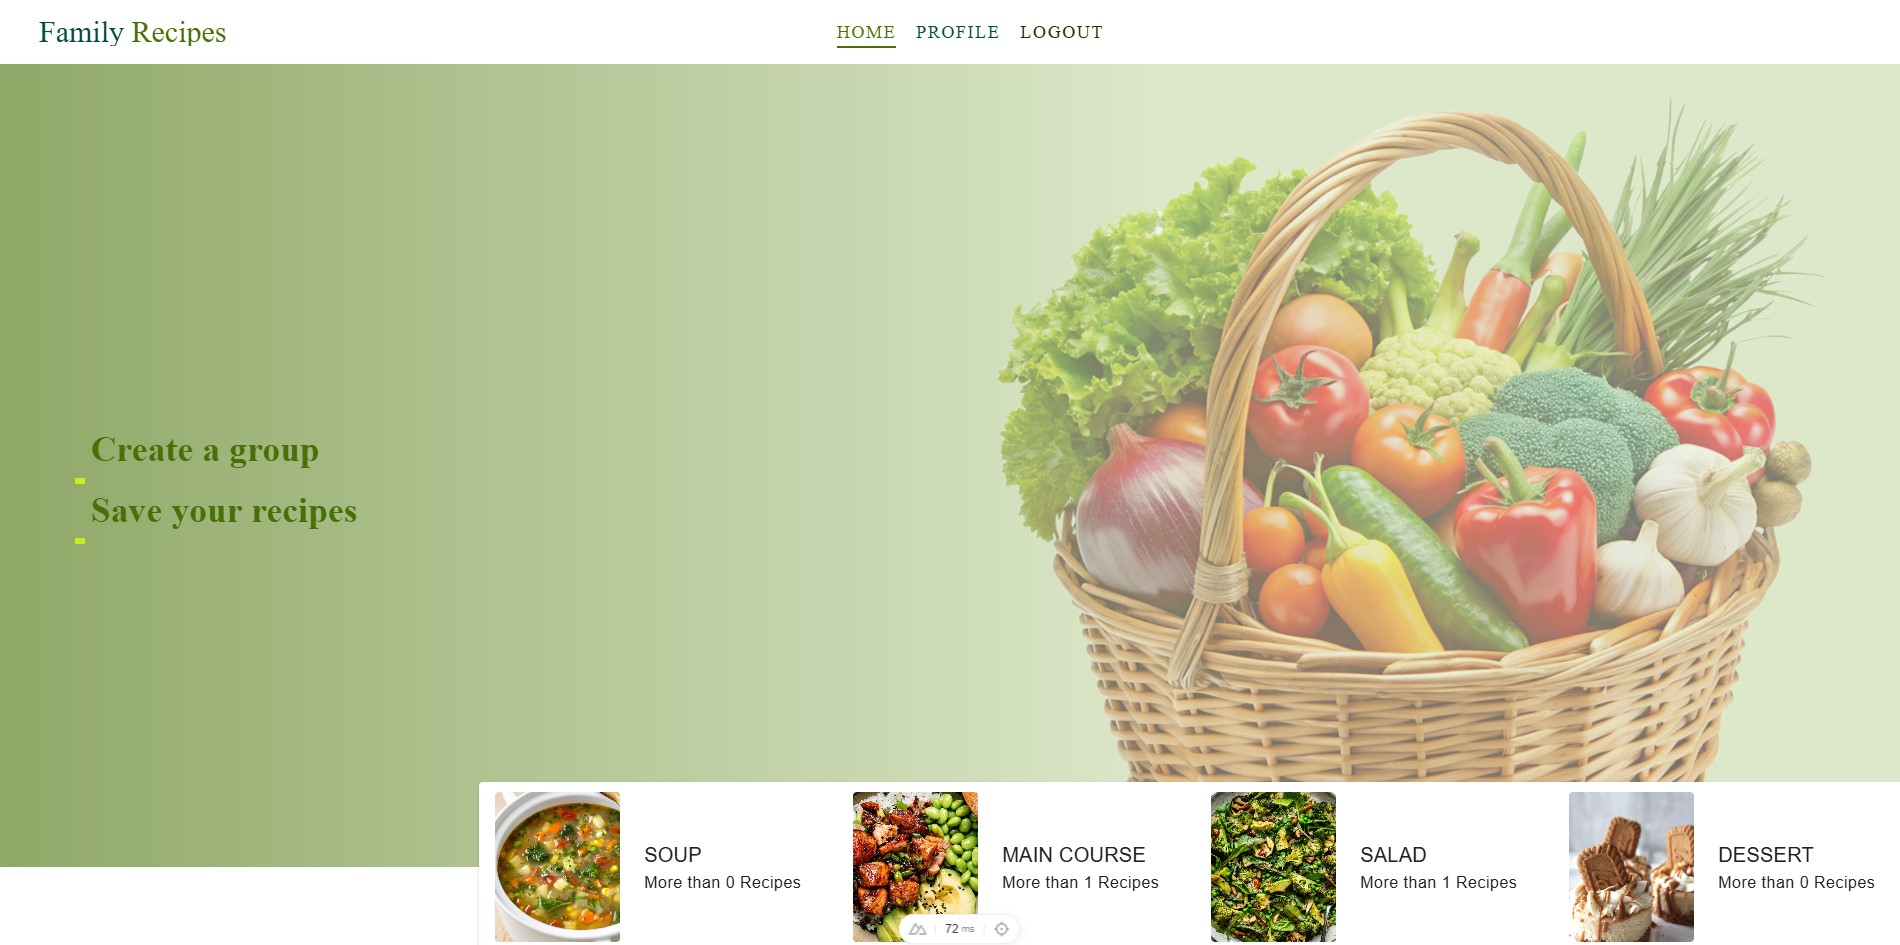 Family Recipes
HOME PROFILE LOGOUT
Create a group
Save your recipes
SOUP
More than 0 Recipes
MAIN COURSE
More than 1 Recipes
SALAD
More than 1 Recipes
DESSERT
More than 0 Recipes
72 ms